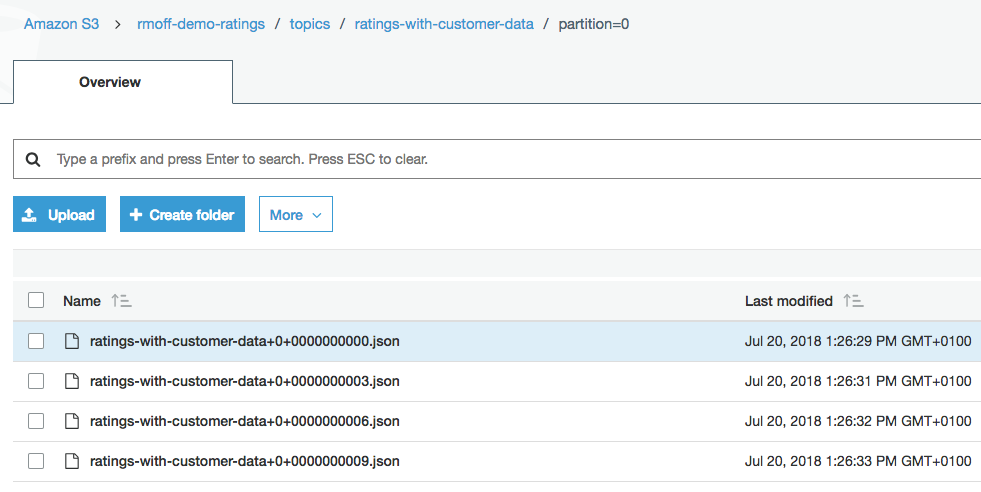 Amazon S3 > rmoff-demo-ratings / topics / ratings-with-customer-data / partition=0
Overview
Type a prefix and press Enter to search. Press ESC to clear.
Upload + Create folder More
Name Last modified
ratings-with-customer-data+0+0000000000.json Jul 20, 2018 1:26:29 PM GMT+0100
ratings-with-customer-data+0+0000000003.json Jul 20, 2018 1:26:31 PM GMT+0100
ratings-with-customer-data+0+0000000006.json Jul 20, 2018 1:26:32 PM GMT+0100
ratings-with-customer-data+0+0000000009.json Jul 20, 2018 1:26:33 PM GMT+0100